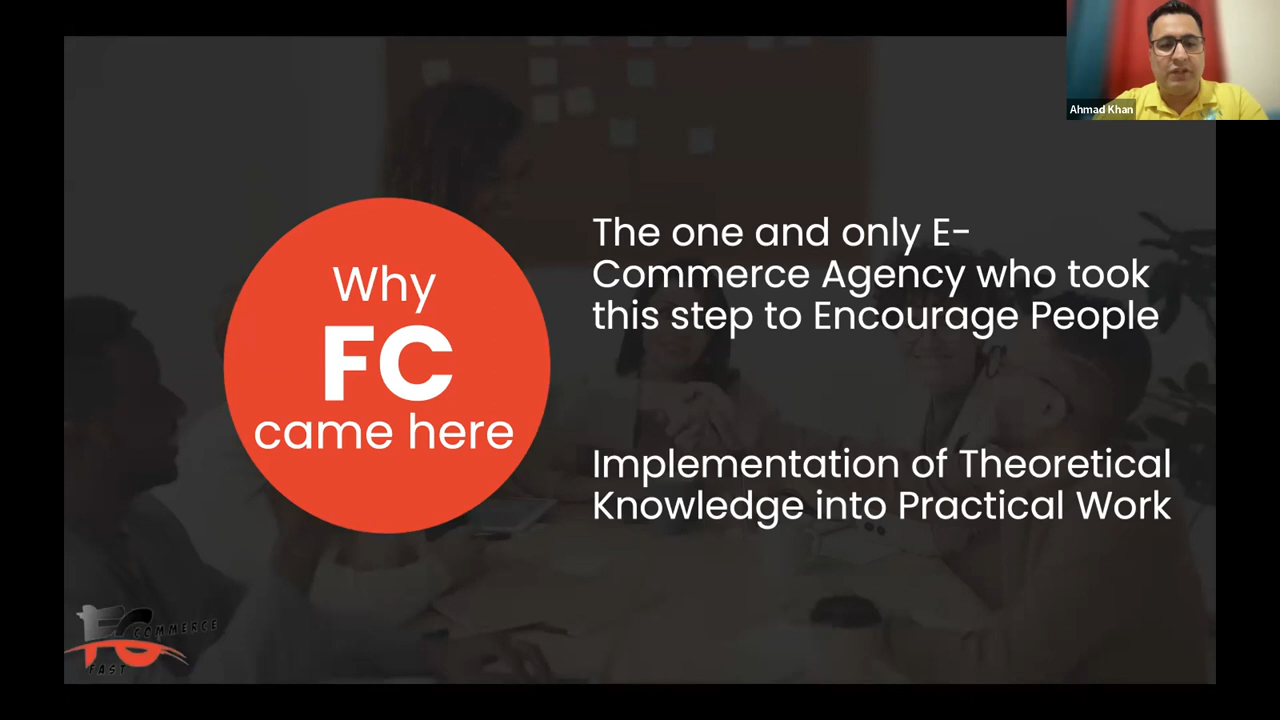 Ahmad Khan
Why
FC
came here
The one and only E-
Commerce Agency who took
this step to Encourage People
Implementation of Theoretical
Knowledge into Practical Work
FC COMMERCE
FAST